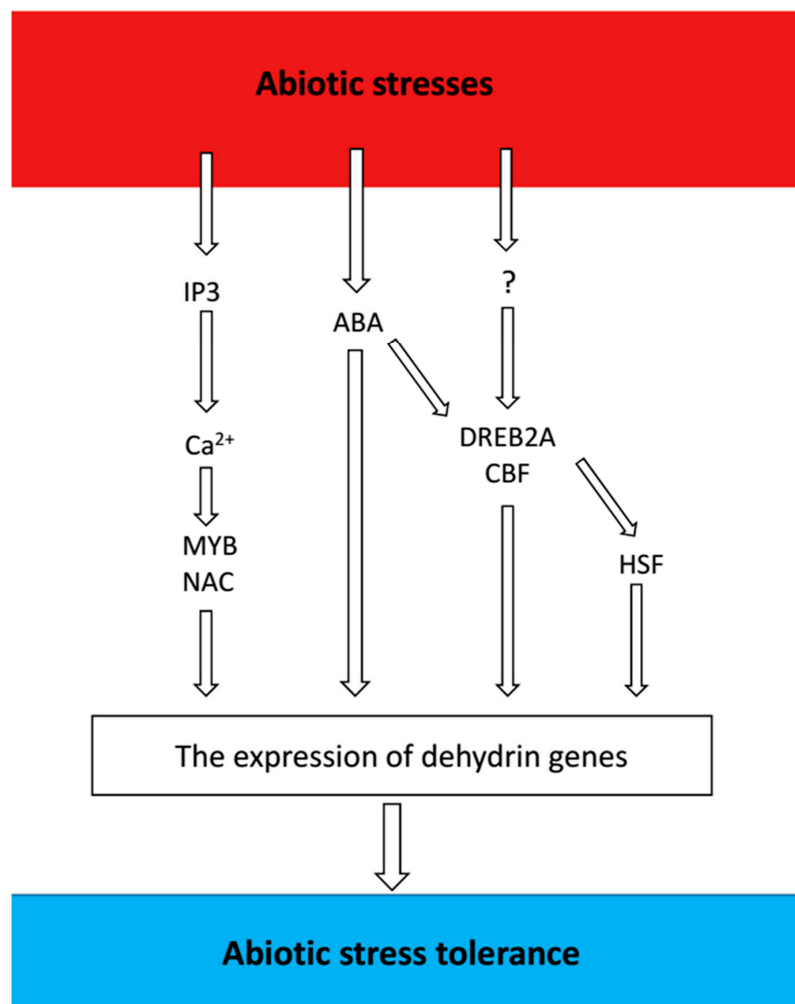 Abiotic stresses
IP3
?
ABA
Ca²⁺
DREB2A
CBF
MYB
NAC
HSF
The expression of dehydrin genes
Abiotic stress tolerance